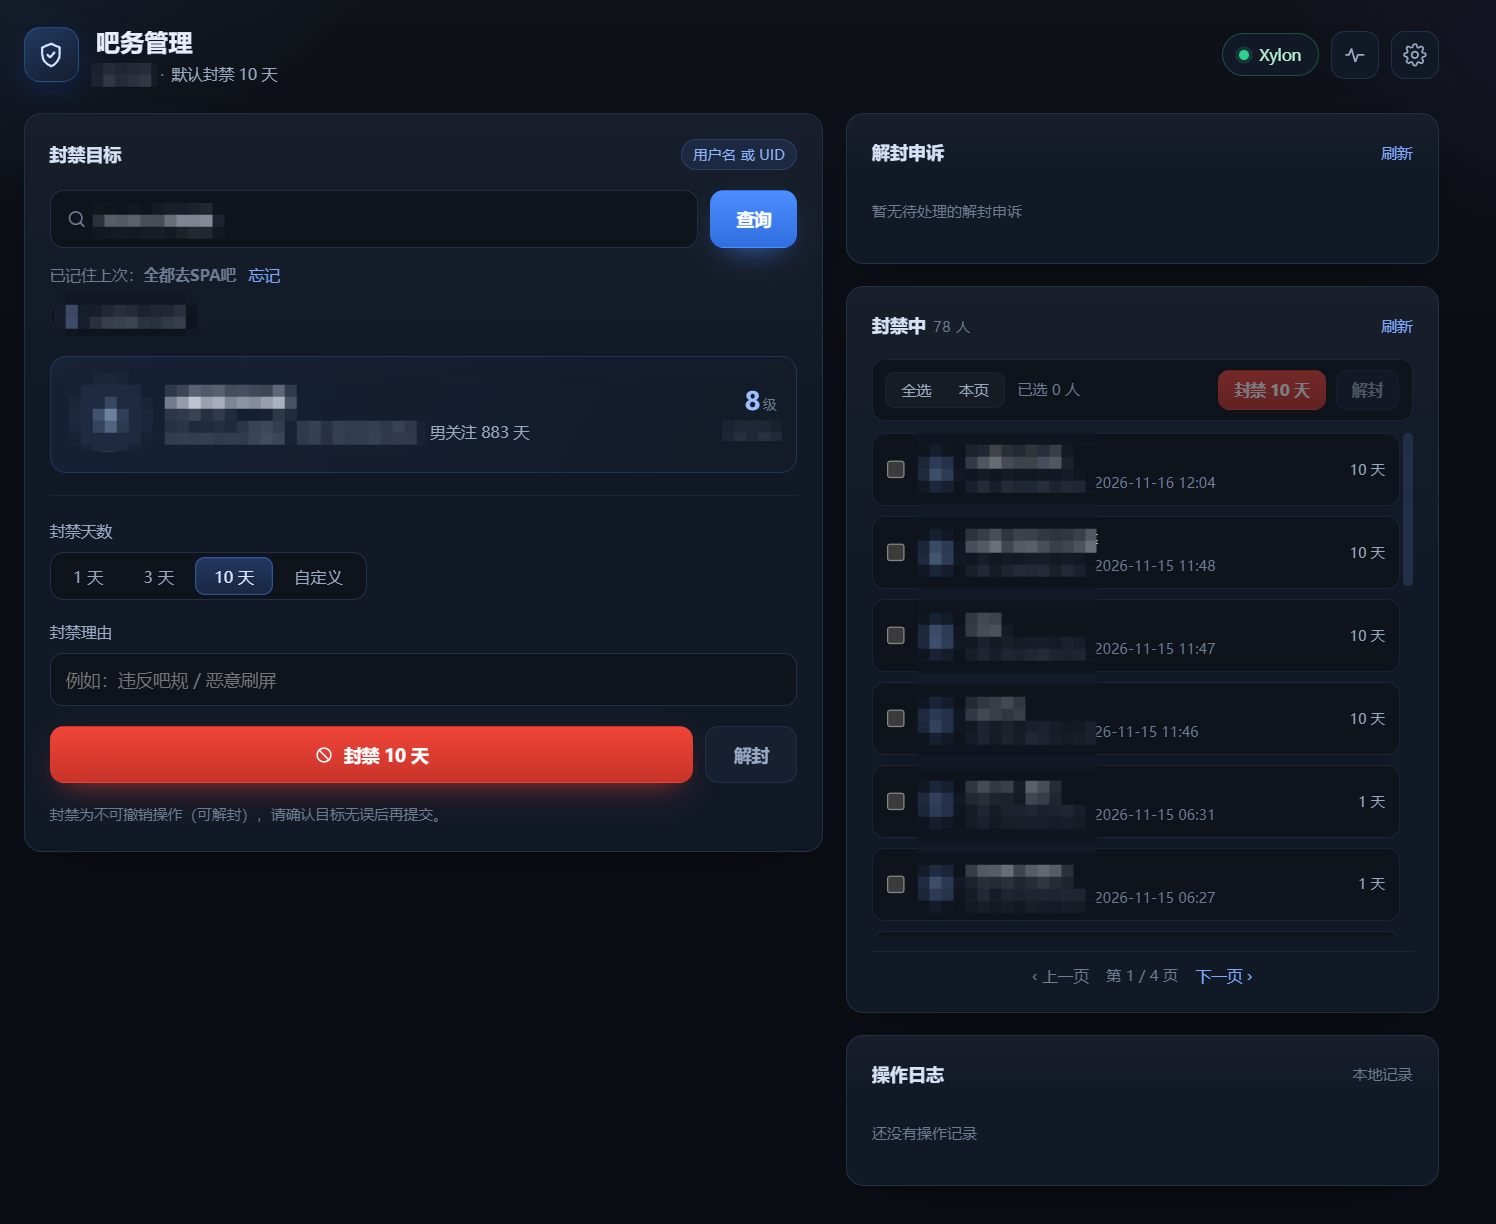 吧务管理
· 默认封禁 10 天
Xylon
封禁目标
用户名 或 UID
查询
已记住上次：全都去SPA吧 忘记
8级
男关注 883 天
封禁天数
1 天 3 天 10 天 自定义
封禁理由
例如：违反吧规 / 恶意刷屏
封禁 10 天
解封
封禁为不可撤销操作（可解封），请确认目标无误后再提交。
解封申诉
刷新
暂无待处理的解封申诉
封禁中 78 人
刷新
全选 本页 已选 0 人
封禁 10 天
解封
2026-11-16 12:04
10 天
2026-11-15 11:48
10 天
2026-11-15 11:47
10 天
26-11-15 11:46
10 天
2026-11-15 06:31
1 天
2026-11-15 06:27
1 天
‹ 上一页 第 1 / 4 页 下一页 ›
操作日志
本地记录
还没有操作记录